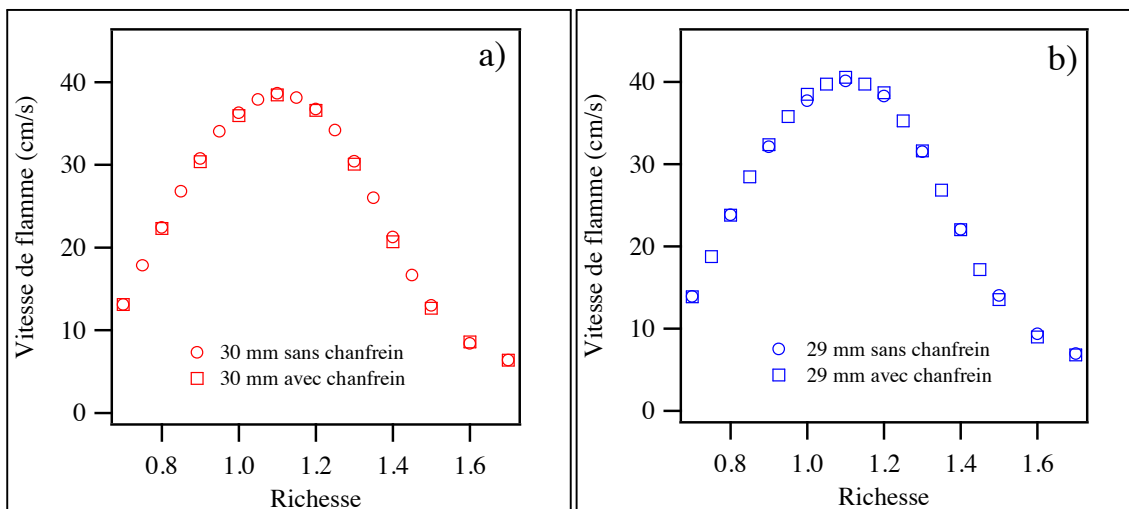 a)
Vitesse de flamme (cm/s)
40
30
20
10
0
30 mm sans chanfrein
30 mm avec chanfrein
0.8 1.0 1.2 1.4 1.6
Richesse
b)
Vitesse de flamme (cm/s)
40
30
20
10
0
29 mm sans chanfrein
29 mm avec chanfrein
0.8 1.0 1.2 1.4 1.6
Richesse